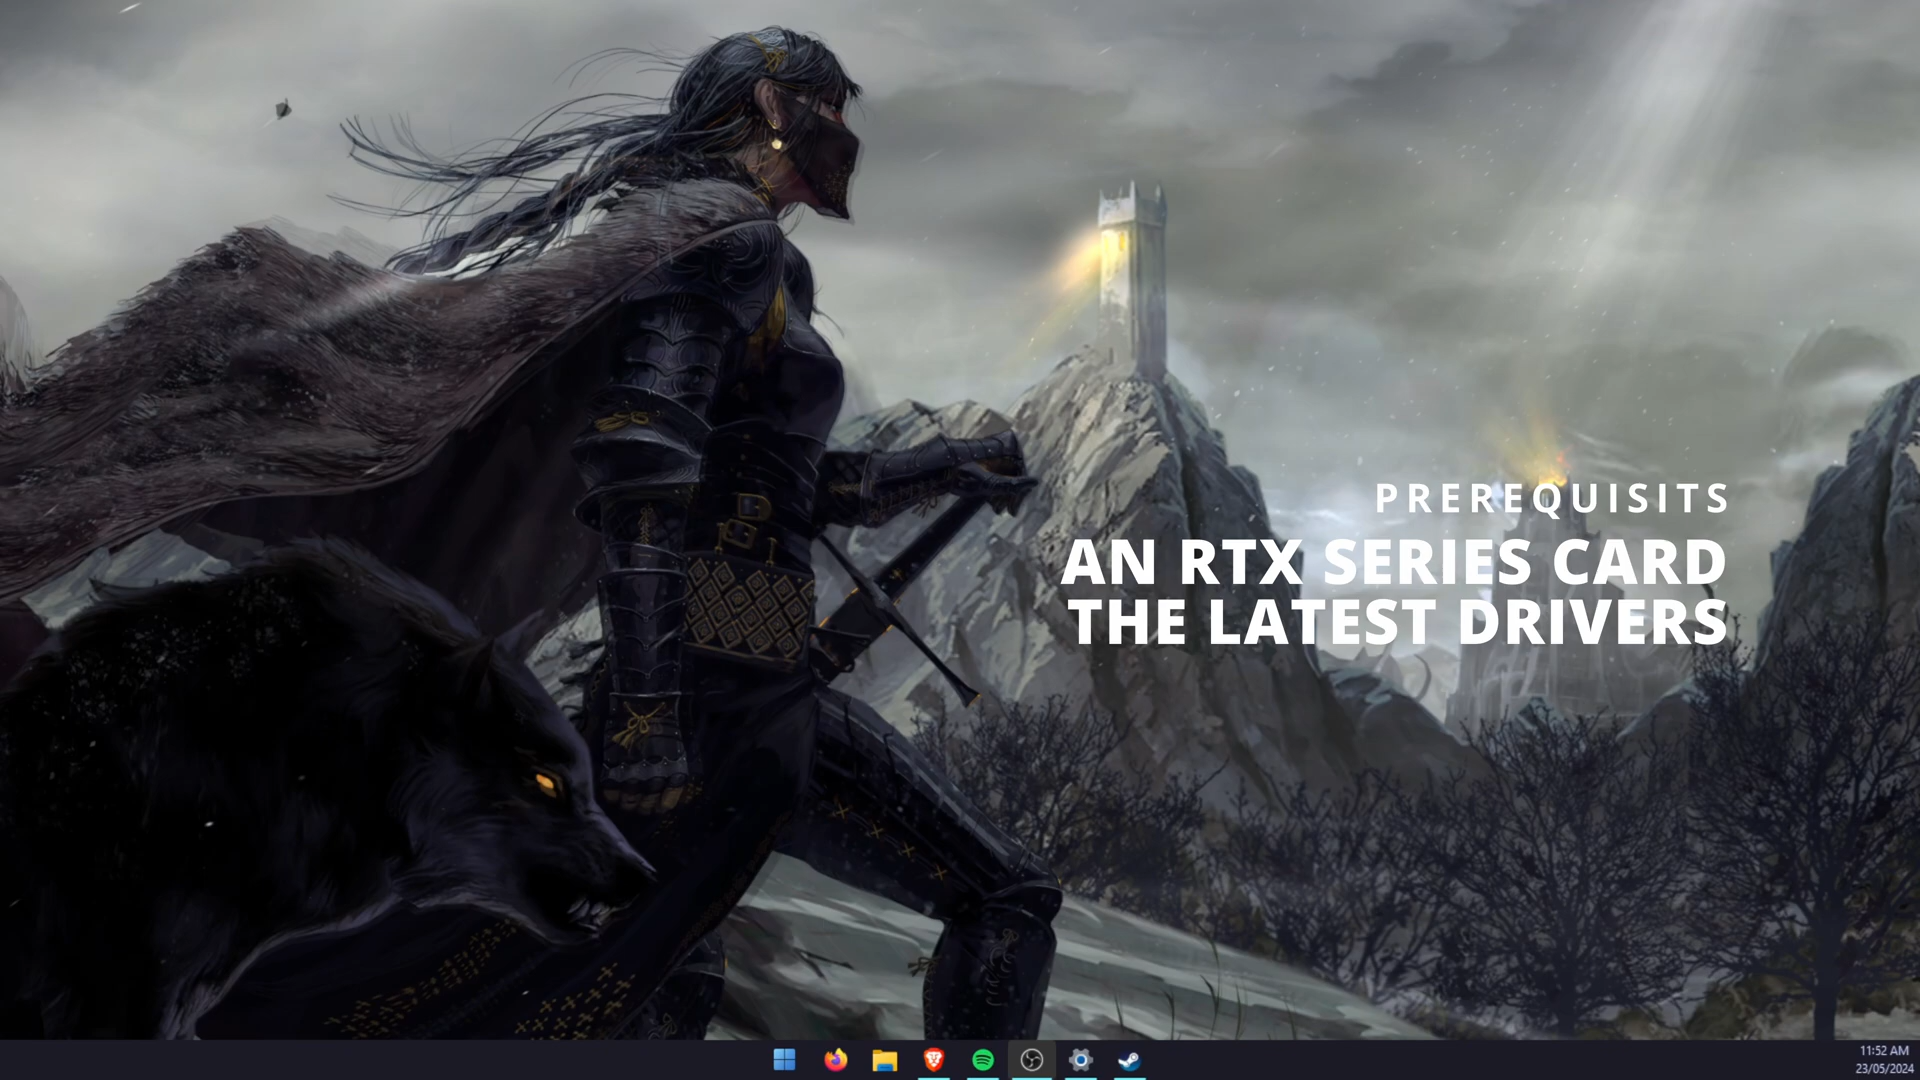 PREREQUISITS
AN RTX SERIES CARD
THE LATEST DRIVERS
11:52 AM
23/05/2024